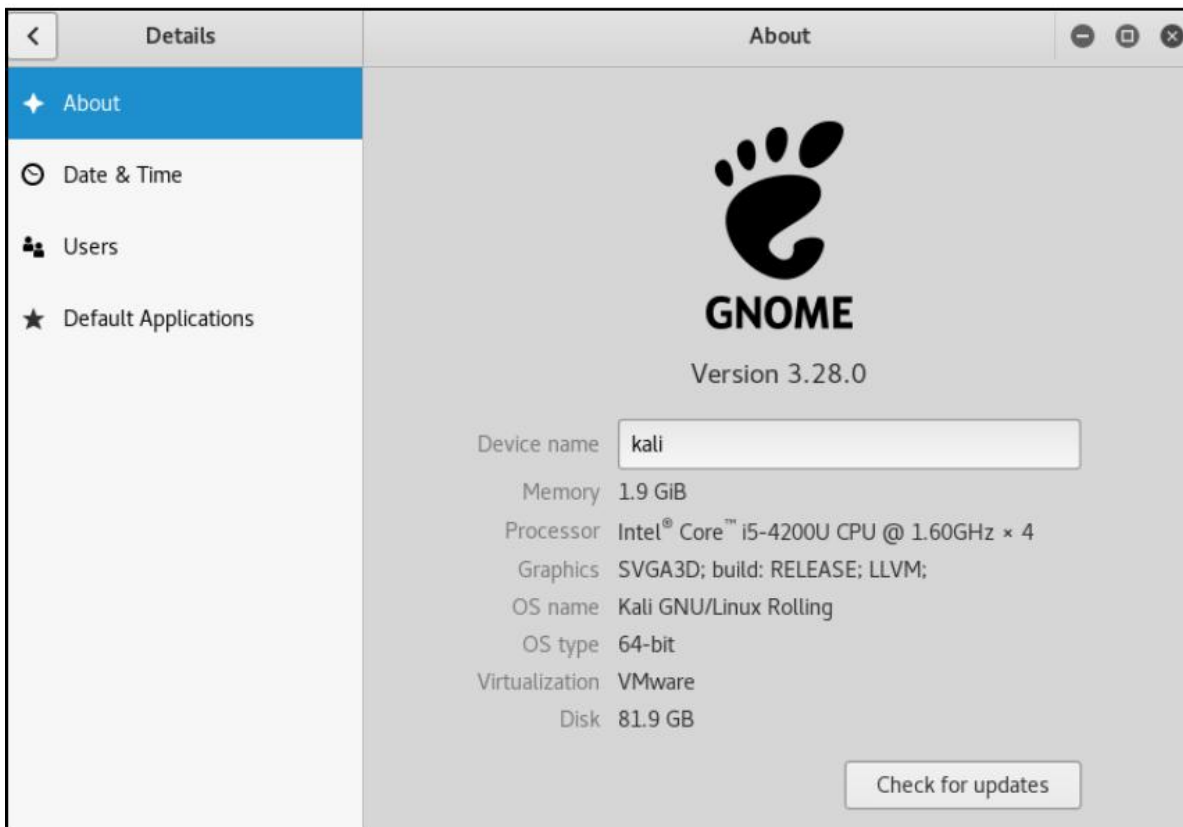 Details
About
About
Date & Time
Users
Default Applications
GNOME
Version 3.28.0
Device name kali
Memory 1.9 GiB
Processor Intel® Core™ i5-4200U CPU @ 1.60GHz × 4
Graphics SVGA3D; build: RELEASE; LLVM;
OS name Kali GNU/Linux Rolling
OS type 64-bit
Virtualization VMware
Disk 81.9 GB
Check for updates